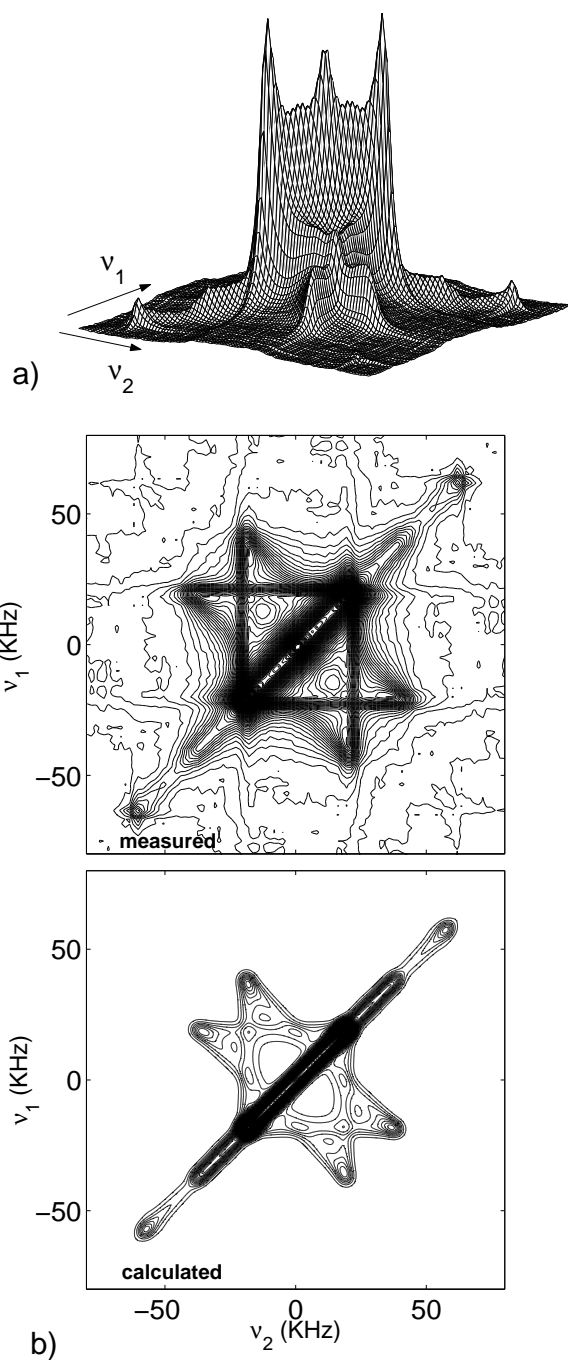 ν1
ν2
a)
50
0
−50
ν1 (KHz)
measured
50
0
−50
ν1 (KHz)
calculated
−50 0 50
ν2 (KHz)
b)